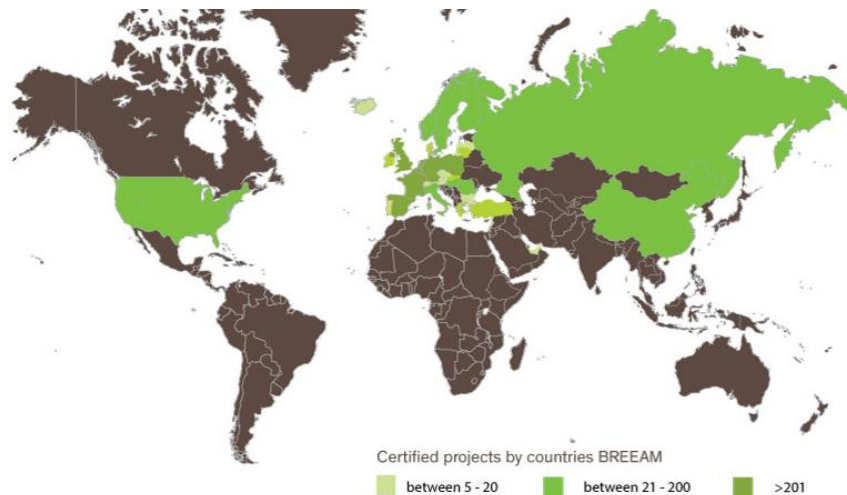 Certified projects by countries BREEAM
between 5 - 20 between 21 - 200 >201